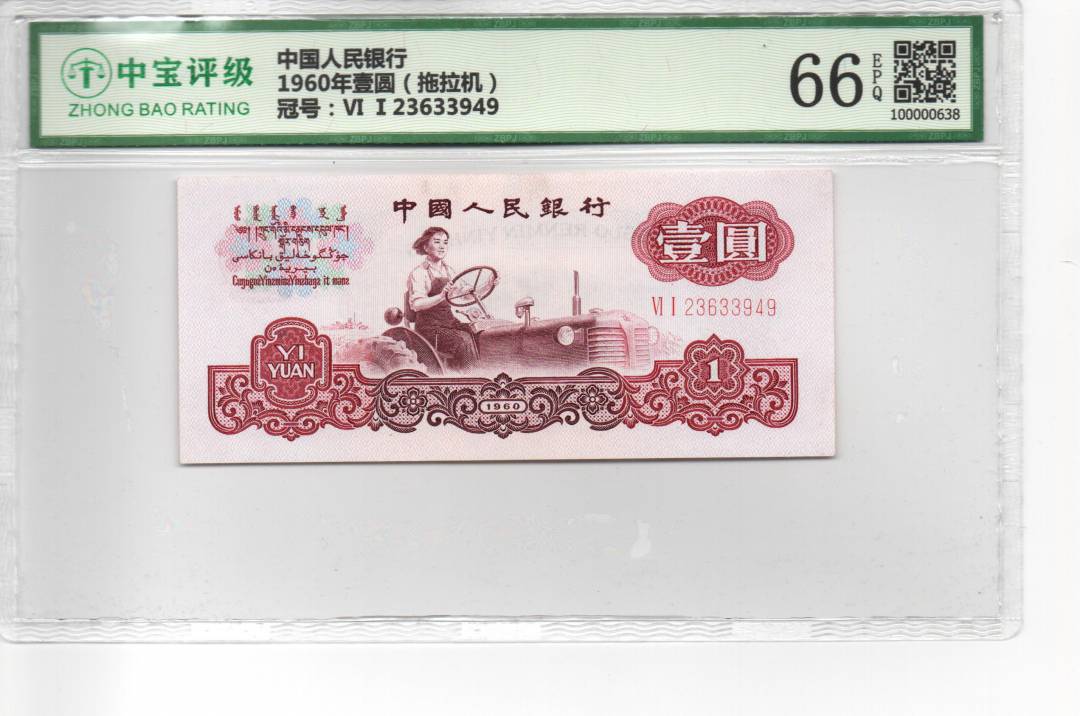 中宝评级
ZHONG BAO RATING
中国人民银行
1960年壹圆（拖拉机）
冠号：Ⅵ Ⅰ 23633949
66
EPQ
100000638
中國人民銀行
壹圓
Ⅵ Ⅰ 23633949
YI
YUAN
1960
1